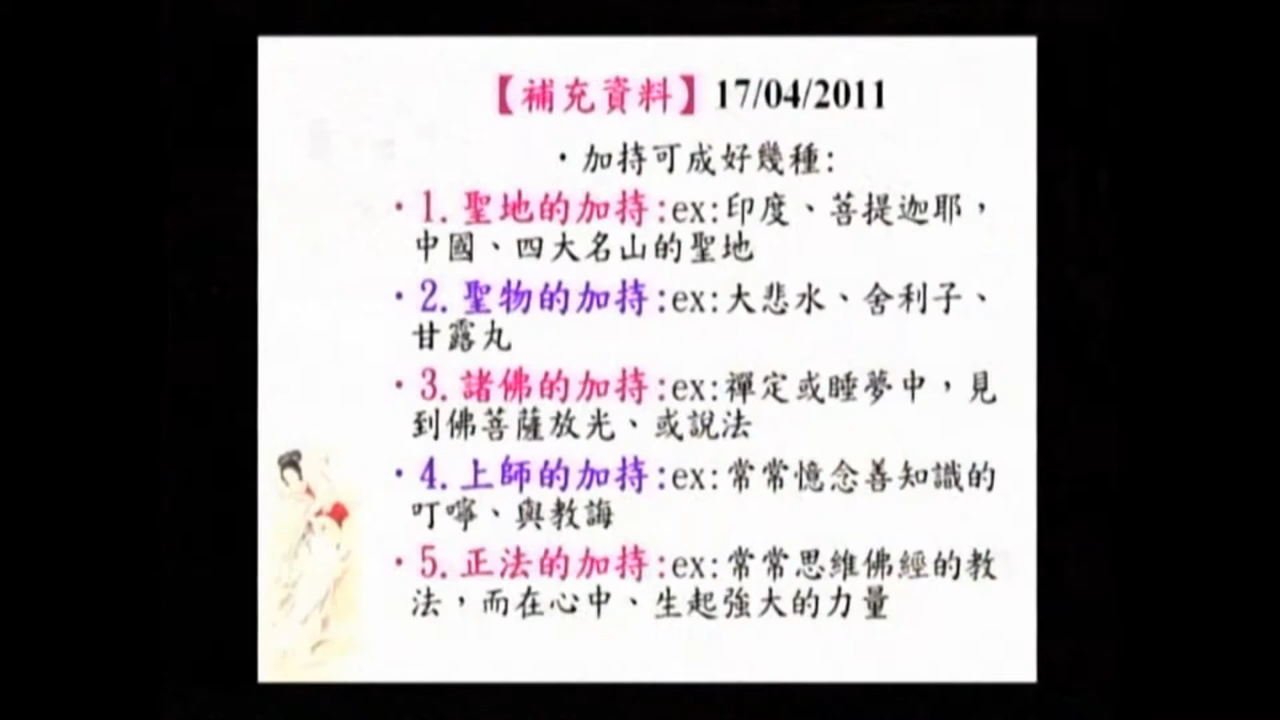 【補充資料】17/04/2011
・加持可成好幾種:
・1.聖地的加持:ex:印度、菩提迦耶，
中國、四大名山的聖地
・2.聖物的加持:ex:大悲水、舍利子、
甘露丸
・3.諸佛的加持:ex:禪定或睡夢中，見
到佛菩薩放光、或說法
・4.上師的加持:ex:常常憶念善知識的
叮嚀、與教誨
・5.正法的加持:ex:常常思維佛經的教
法，而在心中、生起強大的力量